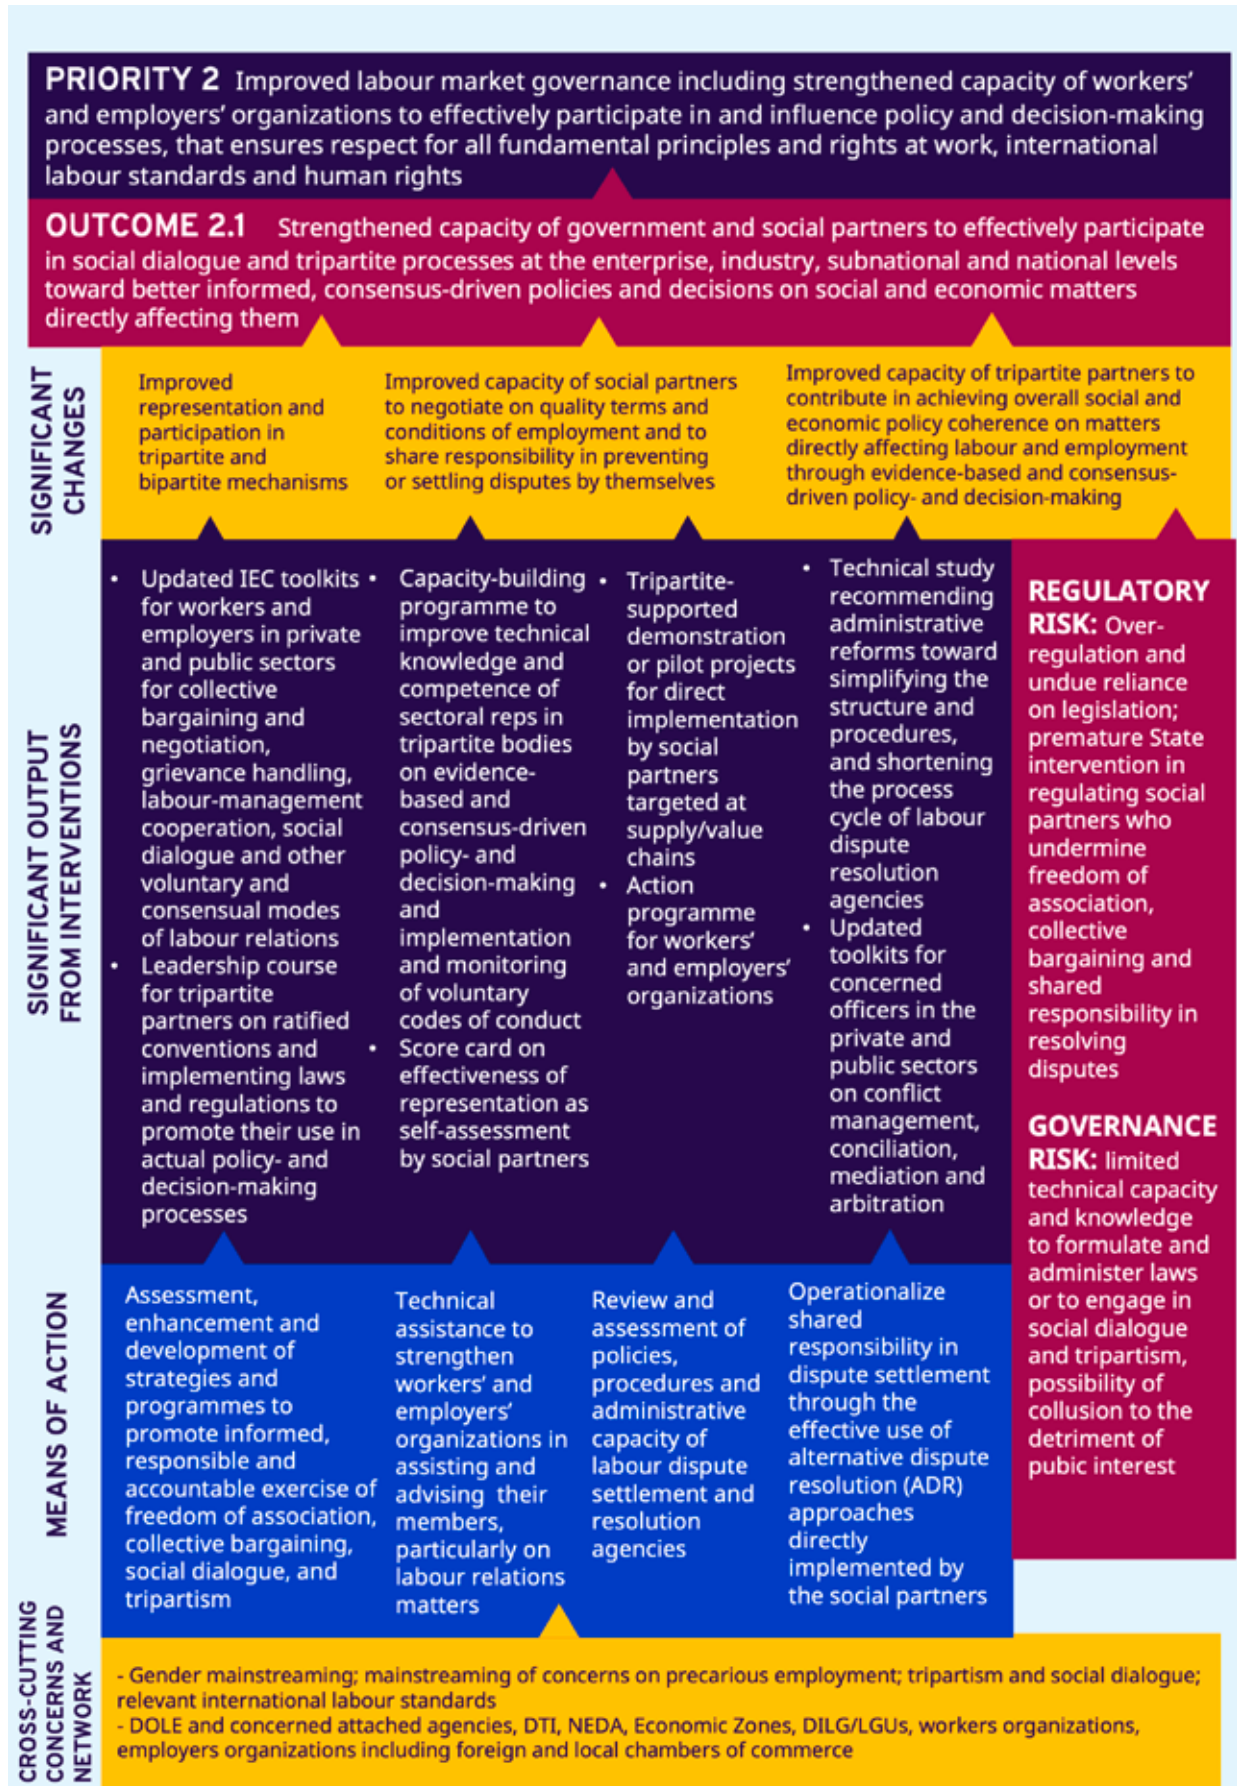 PRIORITY 2 Improved labour market governance including strengthened capacity of workers’
and employers’ organizations to effectively participate in and influence policy and decision-making
processes, that ensures respect for all fundamental principles and rights at work, international
labour standards and human rights
OUTCOME 2.1 Strengthened capacity of government and social partners to effectively participate
in social dialogue and tripartite processes at the enterprise, industry, subnational and national levels
toward better informed, consensus-driven policies and decisions on social and economic matters
directly affecting them
SIGNIFICANT
CHANGES
Improved
representation and
participation in
tripartite and
bipartite mechanisms
Improved capacity of social partners
to negotiate on quality terms and
conditions of employment and to
share responsibility in preventing
or settling disputes by themselves
Improved capacity of tripartite partners to
contribute in achieving overall social and
economic policy coherence on matters
directly affecting labour and employment
through evidence-based and consensus-
driven policy- and decision-making
SIGNIFICANT OUTPUT
FROM INTERVENTIONS
• Updated IEC toolkits
for workers and
employers in private
and public sectors
for collective
bargaining and
negotiation,
grievance handling,
labour-management
cooperation, social
dialogue and other
voluntary and
consensual modes
of labour relations
• Leadership course
for tripartite
partners on ratified
conventions and
implementing laws
and regulations to
promote their use in
actual policy- and
decision-making
processes
• Capacity-building
programme to
improve technical
knowledge and
competence of
sectoral reps in
tripartite bodies
on evidence-
based and
consensus-driven
policy- and
decision-making
and
implementation
and monitoring
of voluntary
codes of conduct
• Score card on
effectiveness of
representation as
self-assessment
by social partners
• Tripartite-
supported
demonstration
or pilot projects
for direct
implementation
by social
partners
targeted at
supply/value
chains
• Action
programme
for workers’
and employers’
organizations
• Technical study
recommending
administrative
reforms toward
simplifying the
structure and
procedures,
and shortening
the process
cycle of labour
dispute
resolution
agencies
• Updated
toolkits for
concerned
officers in the
private and
public sectors
on conflict
management,
conciliation,
mediation and
arbitration
REGULATORY
RISK: Over-
regulation and
undue reliance
on legislation;
premature State
intervention in
regulating social
partners who
undermine
freedom of
association,
collective
bargaining and
shared
responsibility in
resolving
disputes
GOVERNANCE
RISK: limited
technical capacity
and knowledge
to formulate and
administer laws
or to engage in
social dialogue
and tripartism,
possibility of
collusion to the
detriment of
pubic interest
MEANS OF ACTION
Assessment,
enhancement and
development of
strategies and
programmes to
promote informed,
responsible and
accountable exercise of
freedom of association,
collective bargaining,
social dialogue, and
tripartism
Technical
assistance to
strengthen
workers’ and
employers’
organizations in
assisting and
advising their
members,
particularly on
labour relations
matters
Review and
assessment of
policies,
procedures and
administrative
capacity of
labour dispute
settlement and
resolution
agencies
Operationalize
shared
responsibility in
dispute settlement
through the
effective use of
alternative dispute
resolution (ADR)
approaches
directly
implemented by
the social partners
CROSS-CUTTING
CONCERNS AND
NETWORK
- Gender mainstreaming; mainstreaming of concerns on precarious employment; tripartism and social dialogue;
relevant international labour standards
- DOLE and concerned attached agencies, DTI, NEDA, Economic Zones, DILG/LGUs, workers organizations,
employers organizations including foreign and local chambers of commerce